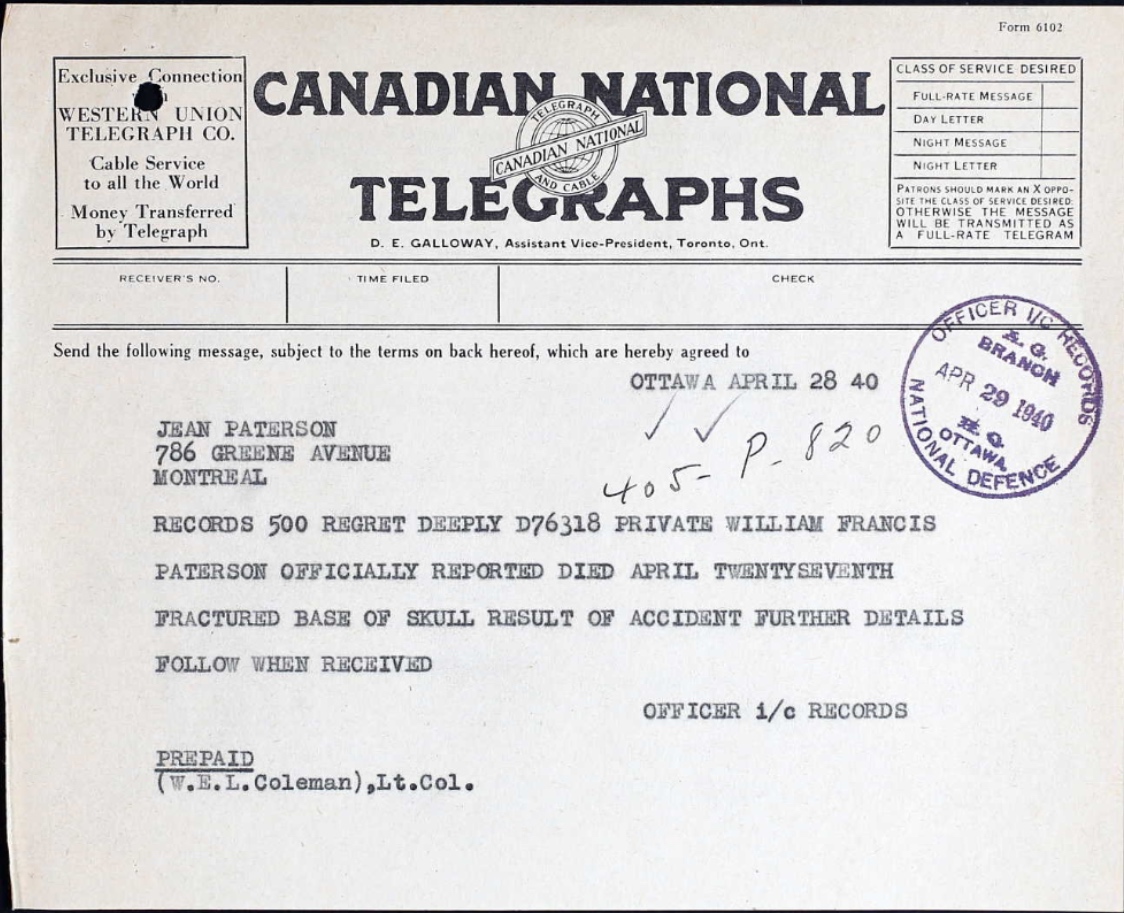 Form 6102
Exclusive Connection
WESTERN UNION
TELEGRAPH CO.
Cable Service
to all the World
Money Transferred
by Telegraph
CANADIAN NATIONAL
TELEGRAPH
CANADIAN NATIONAL
AND CABLE
TELEGRAPHS
D. E. GALLOWAY, Assistant Vice-President, Toronto, Ont.
CLASS OF SERVICE DESIRED
FULL-RATE MESSAGE
DAY LETTER
NIGHT MESSAGE
NIGHT LETTER
PATRONS SHOULD MARK AN X OPPO-
SITE THE CLASS OF SERVICE DESIRED:
OTHERWISE THE MESSAGE
WILL BE TRANSMITTED AS
A FULL-RATE TELEGRAM
RECEIVER'S NO.
TIME FILED
CHECK
Send the following message, subject to the terms on back hereof, which are hereby agreed to
OFFICER I/C RECORDS
A. G.
BRANCH
APR 29 1940
H. Q.
OTTAWA
NATIONAL DEFENCE
OTTAWA APRIL 28 40
JEAN PATERSON
786 GREENE AVENUE
MONTREAL
405- P- 820
RECORDS 500 REGRET DEEPLY D76318 PRIVATE WILLIAM FRANCIS
PATERSON OFFICIALLY REPORTED DIED APRIL TWENTYSEVENTH
FRACTURED BASE OF SKULL RESULT OF ACCIDENT FURTHER DETAILS
FOLLOW WHEN RECEIVED
OFFICER i/c RECORDS
PREPAID
(W.E.L.Coleman),Lt.Col.